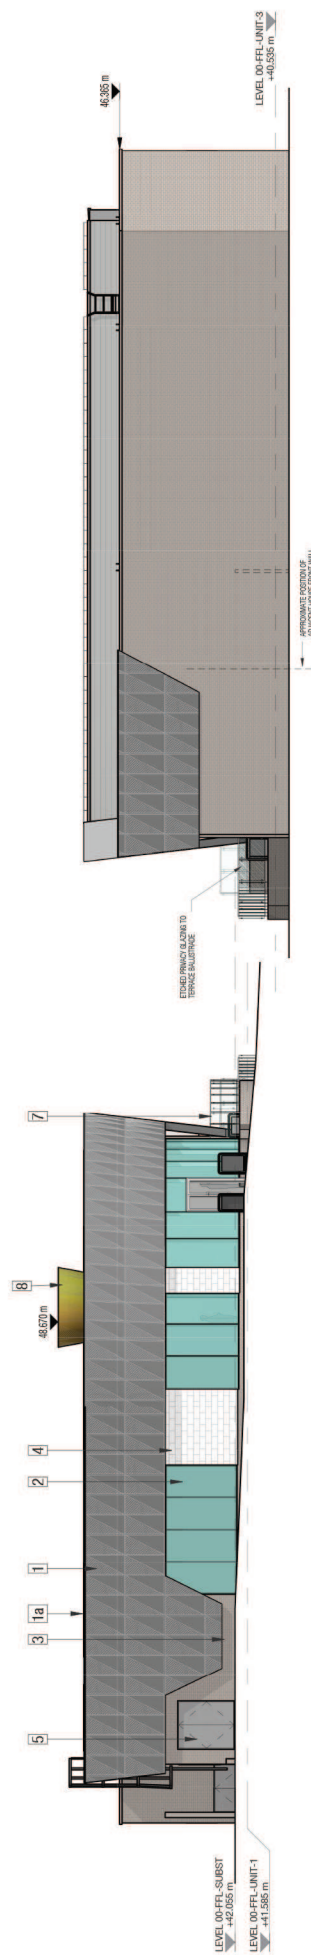 LEVEL 00-FFL-SUBST
+42.055 m
LEVEL 00-FFL-UNIT-1
+41.585 m
5
3
1a
1
2
4
48.670 m
8
7
ETCHED PRIVACY GLAZING TO
TERRACE BALUSTRADE
APPROXIMATE POSITION OF
46.365 m
LEVEL 00-FFL-UNIT-3
+40.535 m